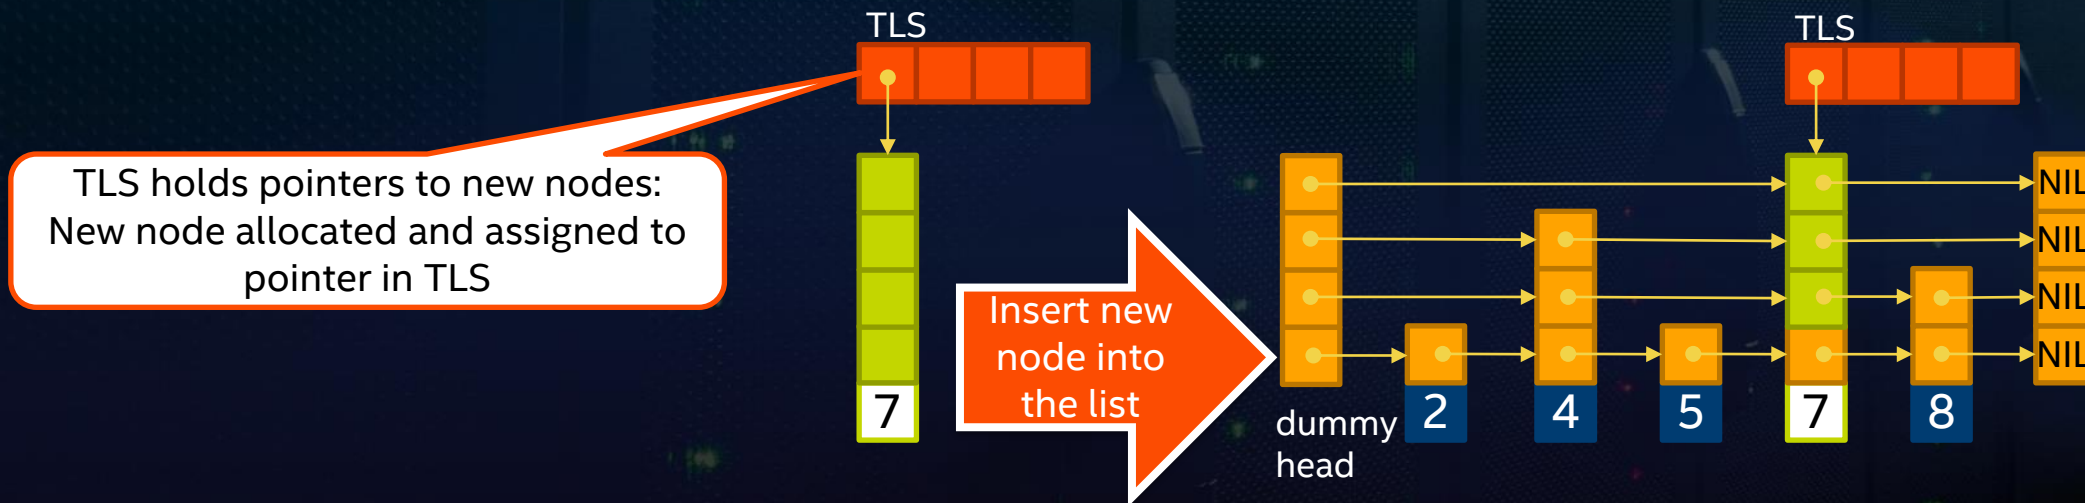 TLS
TLS holds pointers to new nodes:
New node allocated and assigned to
pointer in TLS
7
Insert new
node into
the list
TLS
NIL
NIL
NIL
NIL
dummy
head
2
4
5
7
8